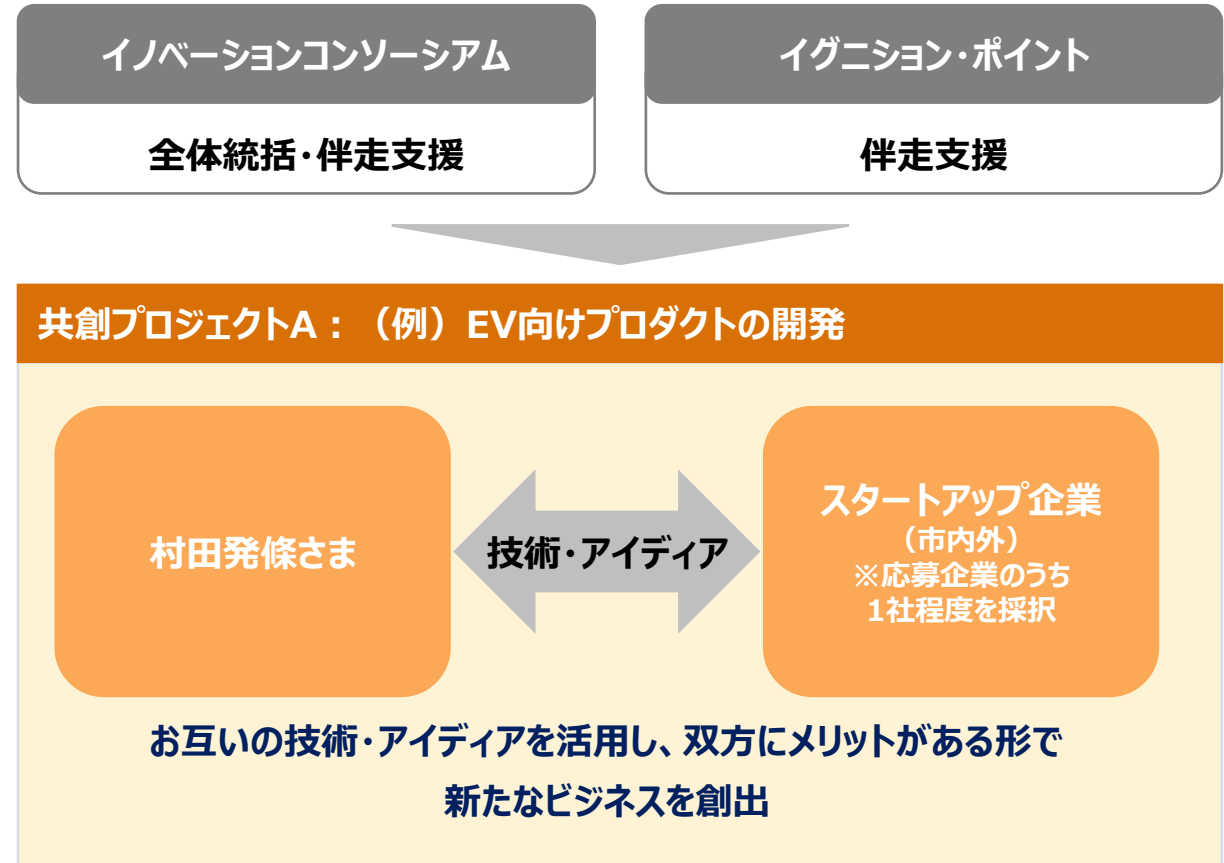 イノベーションコンソーシアム
全体統括・伴走支援
イグニション・ポイント
伴走支援
共創プロジェクトA：（例）EV向けプロダクトの開発
村田発條さま
技術・アイディア
スタートアップ企業
（市内外）
※応募企業のうち
1社程度を採択
お互いの技術・アイディアを活用し、双方にメリットがある形で
新たなビジネスを創出